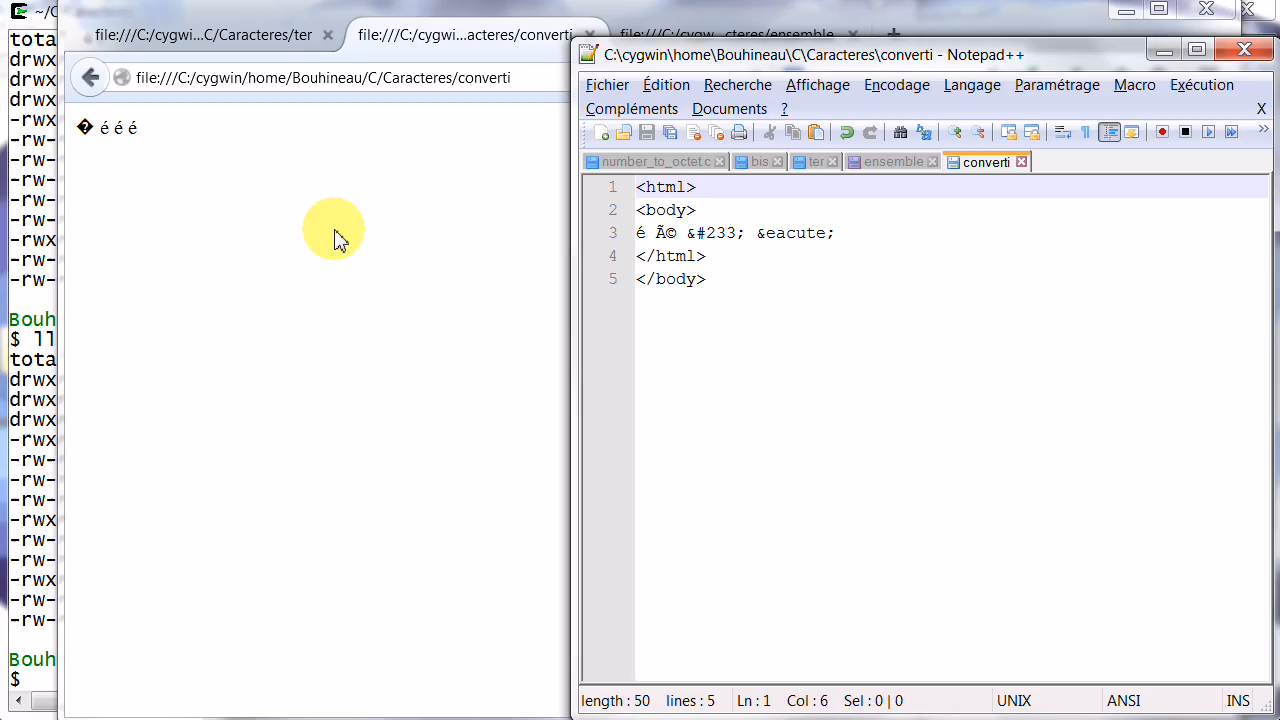 ~/C
tota
drwx
drwx
drwx
-rwx
-rw-
-rw-
-rw-
-rw-
-rw-
-rwx
-rw-
-rw-
Bouh
$ ll
tota
drwx
drwx
drwx
-rwx
-rw-
-rw-
-rw-
-rwx
-rw-
-rw-
-rwx
-rw-
-rw-
Bouh
$
file:///C:/cygwi...C/Caracteres/ter
file:///C:/cygwi...acteres/converti
file:///C:/cygw...cteres/ensemble
file:///C:/cygwin/home/Bouhineau/C/Caracteres/converti
� é é é
C:\cygwin\home\Bouhineau\C\Caracteres\converti - Notepad++
Fichier Édition Recherche Affichage Encodage Langage Paramétrage Macro Exécution
Compléments Documents ? X
number_to_octet.c bis ter ensemble converti
1 <html>
2 <body>
3 é Ã© &#233; &eacute;
4 </html>
5 </body>
length : 50 lines : 5 Ln : 1 Col : 6 Sel : 0 | 0 UNIX ANSI INS